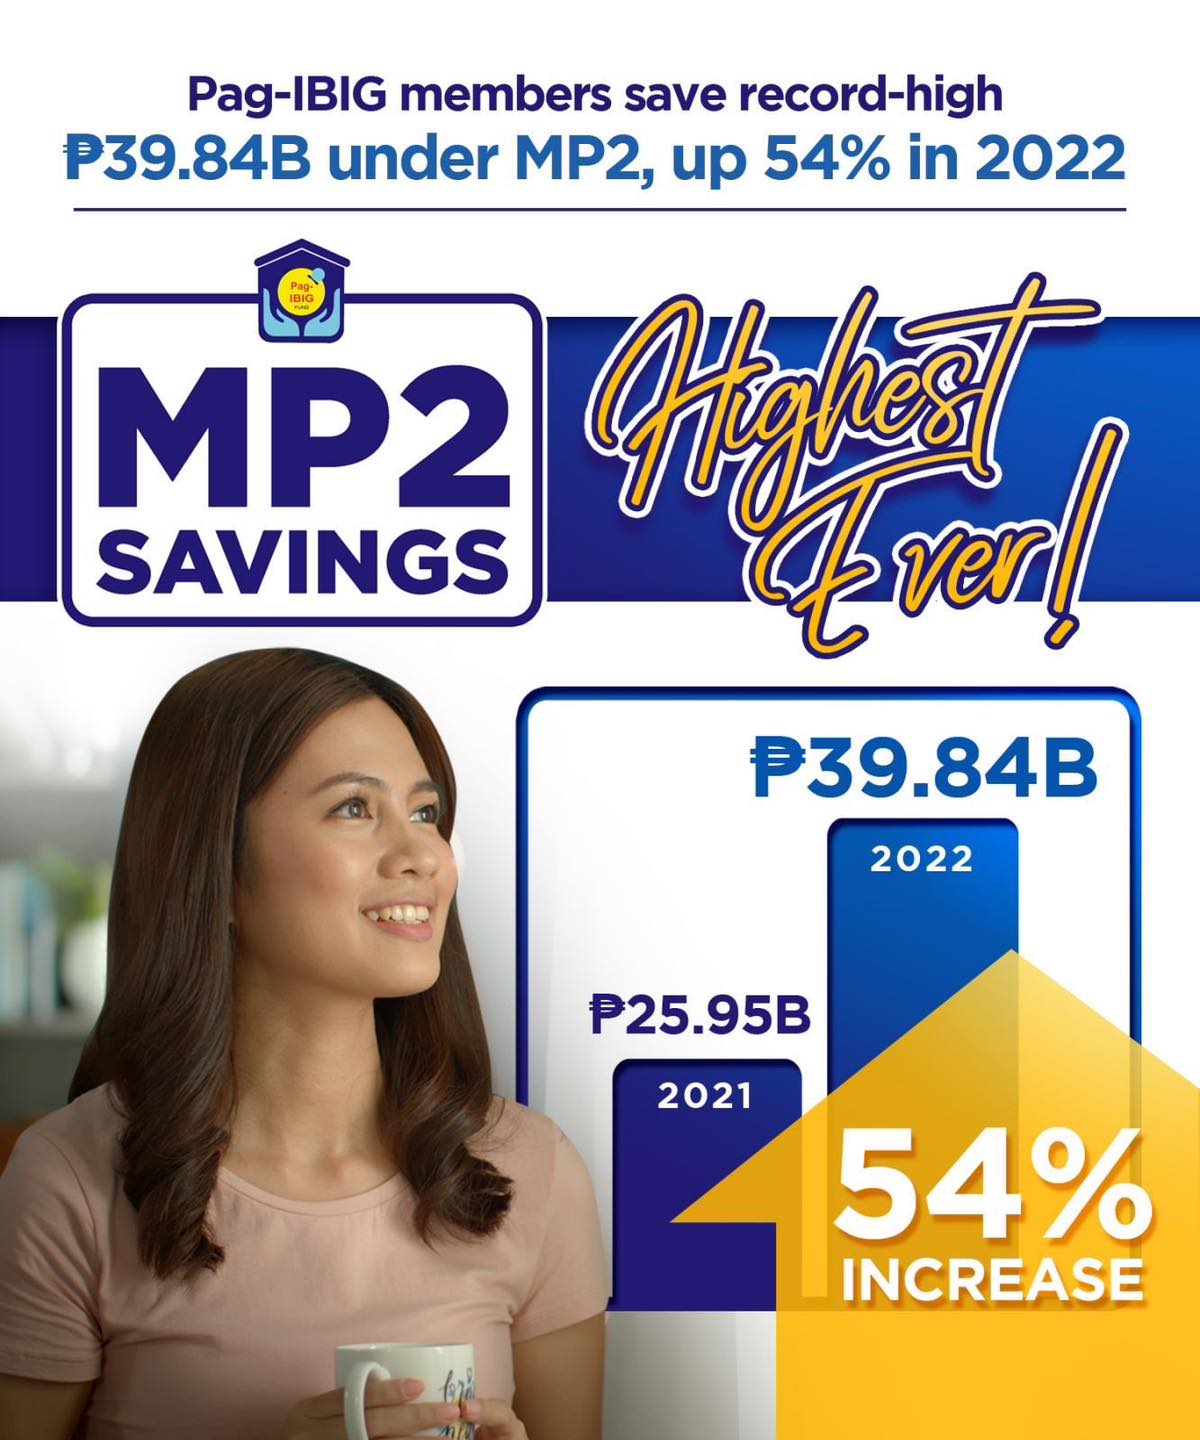 Pag-IBIG members save record-high
₱39.84B under MP2, up 54% in 2022
Pag-
IBIG
FUND
MP2
SAVINGS
Highest
Ever!
₱39.84B
2022
₱25.95B
2021
54%
INCREASE